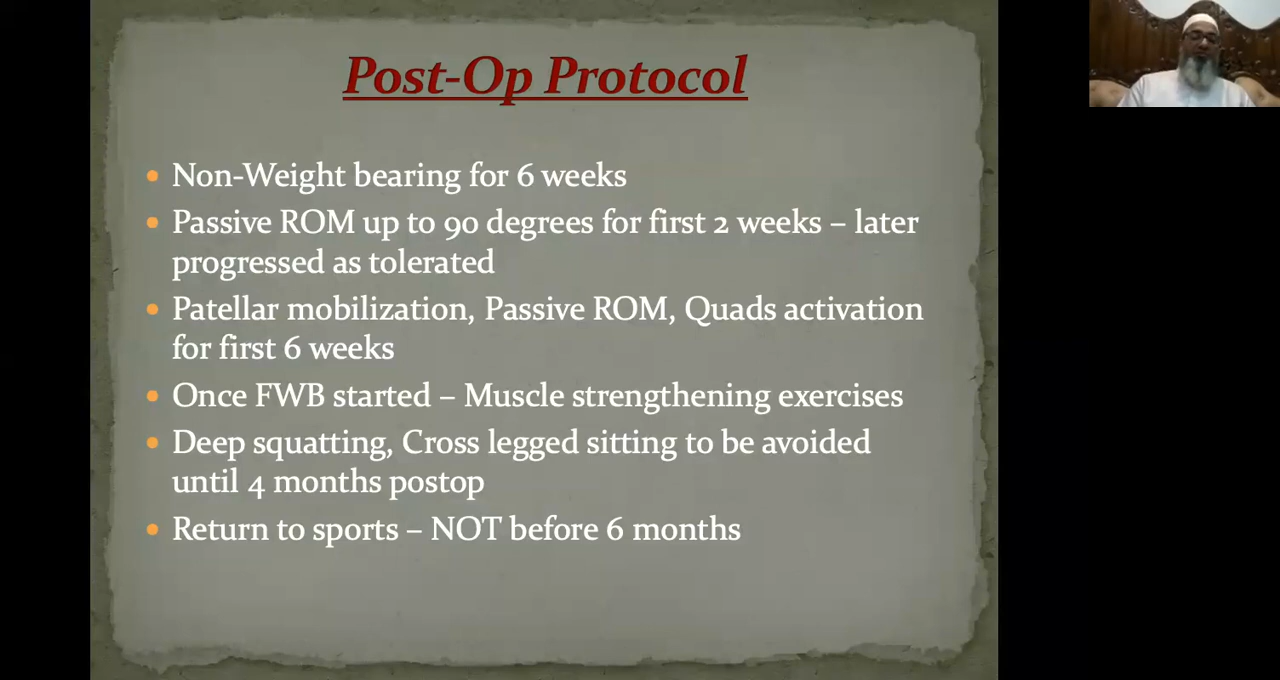 Post-Op Protocol
• Non-Weight bearing for 6 weeks
• Passive ROM up to 90 degrees for first 2 weeks – later
progressed as tolerated
• Patellar mobilization, Passive ROM, Quads activation
for first 6 weeks
• Once FWB started – Muscle strengthening exercises
• Deep squatting, Cross legged sitting to be avoided
until 4 months postop
• Return to sports – NOT before 6 months